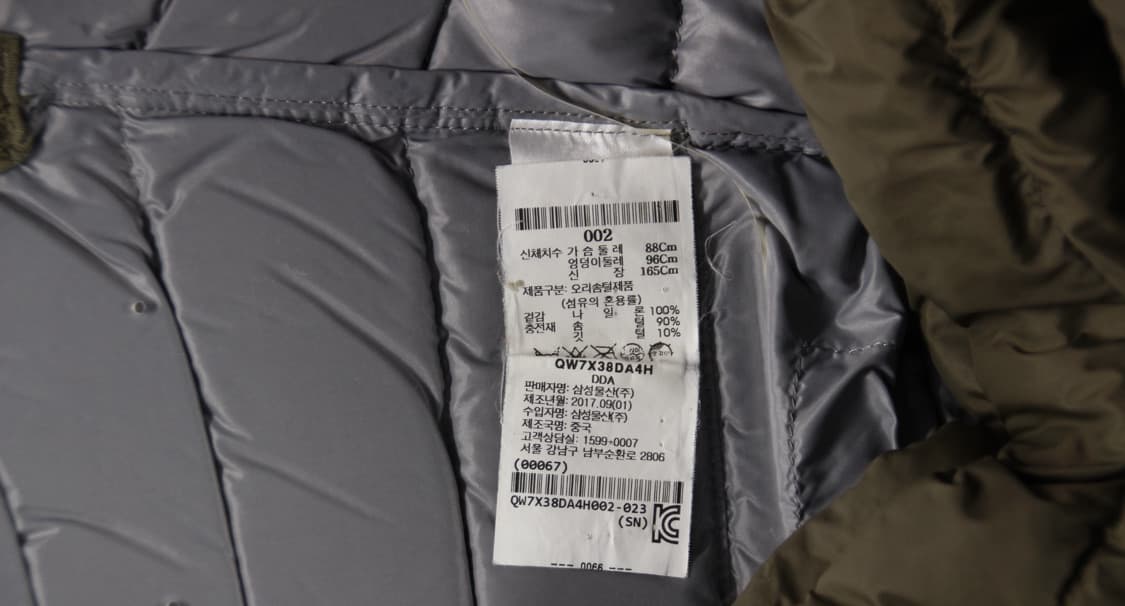 002
신체치수 가 슴 둘 레 88Cm
엉덩이둘레 96Cm
신 장 165Cm
제품구분: 오리솜털제품
(섬유의 혼용률)
겉감 나 일 론 100%
충전재 솜 털 90%
깃 털 10%
QW7X38DA4H
DDA
판매자명: 삼성물산(주)
제조년월: 2017.09(01)
수입자명: 삼성물산(주)
제조국명: 중국
고객상담실: 1599-0007
서울 강남구 남부순환로 2806
(00067)
QW7X38DA4H002-023
(SN)
--- 0066 ---